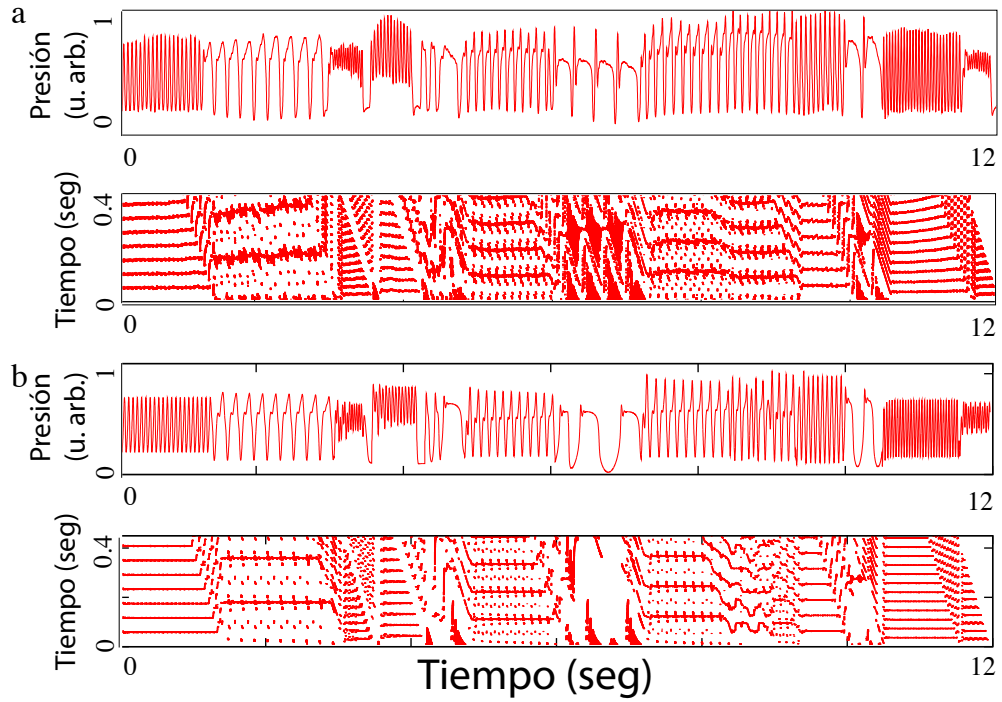 a
Presión
(u. arb.)
1
0
0
12
Tiempo (seg)
0.4
0
0
12
b
Presión
(u. arb.)
1
0
0
12
Tiempo (seg)
0.4
0
0
12
Tiempo (seg)